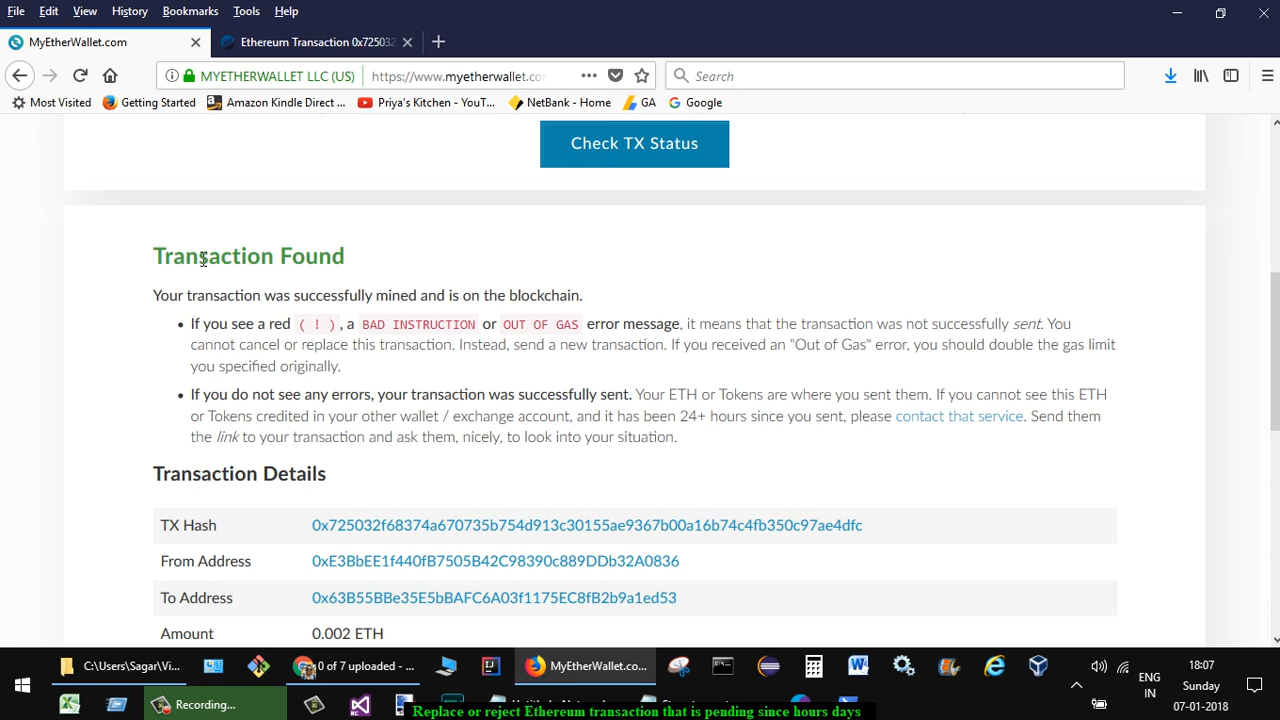 File Edit View History Bookmarks Tools Help
MyEtherWallet.com
Ethereum Transaction 0x72503
MYETHERWALLET LLC (US) https://www.myetherwallet.co
Search
Most Visited Getting Started Amazon Kindle Direct ... Priya's Kitchen - YouT... NetBank - Home GA Google
Check TX Status
Transaction Found
Your transaction was successfully mined and is on the blockchain.
• If you see a red ( ! ), a BAD INSTRUCTION or OUT OF GAS error message, it means that the transaction was not successfully sent. You
cannot cancel or replace this transaction. Instead, send a new transaction. If you received an "Out of Gas" error, you should double the gas limit
you specified originally.
• If you do not see any errors, your transaction was successfully sent. Your ETH or Tokens are where you sent them. If you cannot see this ETH
or Tokens credited in your other wallet / exchange account, and it has been 24+ hours since you sent, please contact that service. Send them
the link to your transaction and ask them, nicely, to look into your situation.
Transaction Details
TX Hash 0x725032f68374a670735b754d913c30155ae9367b00a16b74c4fb350c97ae4dfc
From Address 0xE3BbEE1f440fB7505B42C98390c889DDb32A0836
To Address 0x63B55BBe35E5bBAFC6A03f1175EC8fB2b9a1ed53
Amount 0.002 ETH
C:\Users\Sagar\Vi...
0 of 7 uploaded - ...
MyEtherWallet.co...
18:07
ENG
IN
Sunday
07-01-2018
Recording...
Replace or reject Ethereum transaction that is pending since hours days